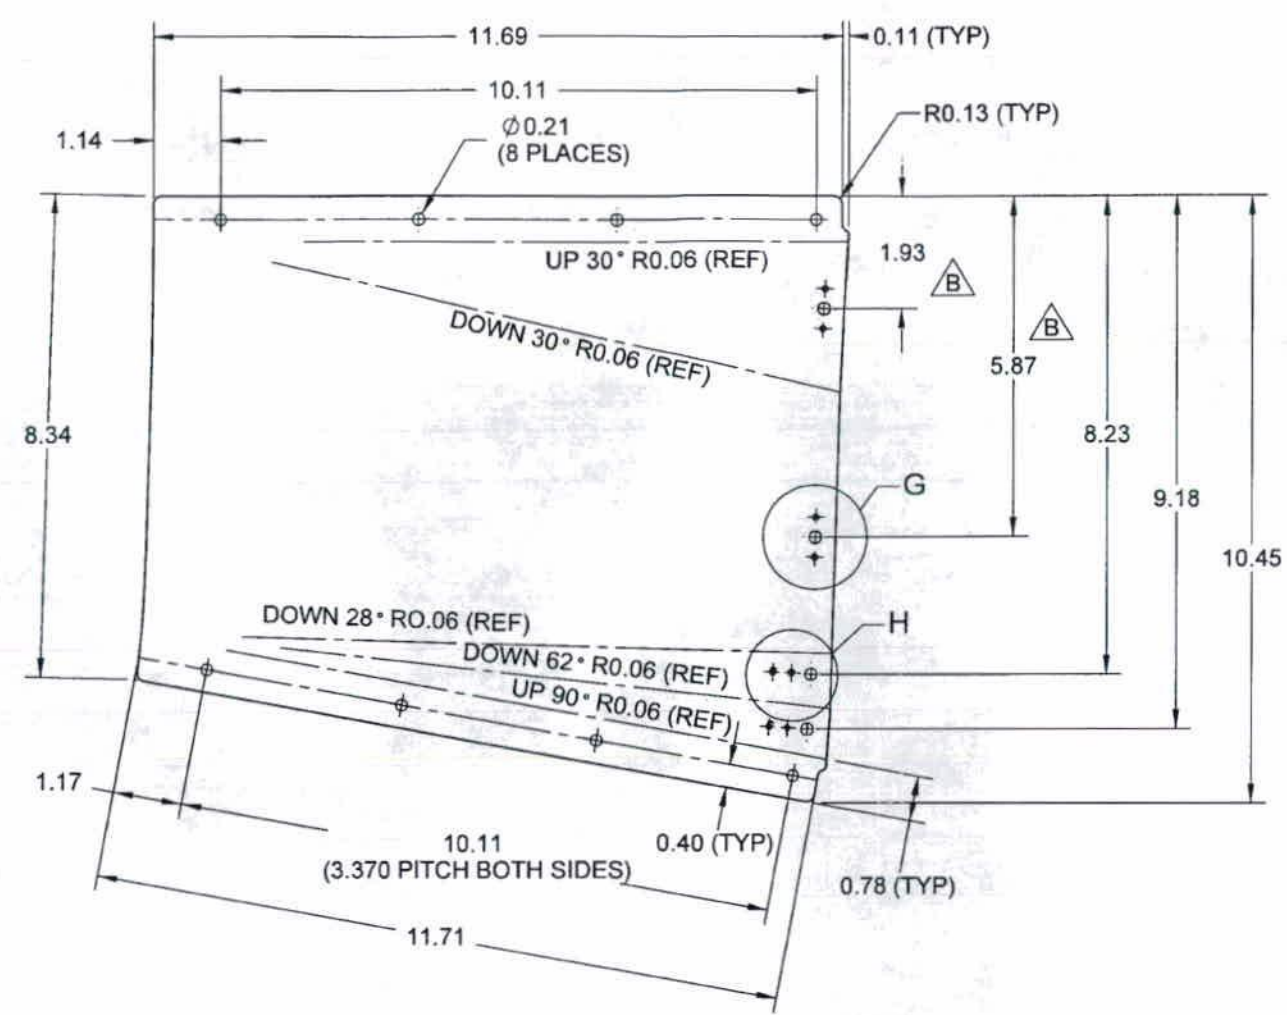 11.69
0.11 (TYP)
10.11
R0.13 (TYP)
1.14
Ø0.21
(8 PLACES)
1.93
B
UP 30° R0.06 (REF)
B
DOWN 30° R0.06 (REF)
5.87
8.34
8.23
G
9.18
10.45
DOWN 28° RO.06 (REF)
H
DOWN 62° R0.06 (REF)
UP 90° R0.06 (REF)
1.17
10.11
(3.370 PITCH BOTH SIDES)
0.40 (TYP)
0.78 (TYP)
11.71